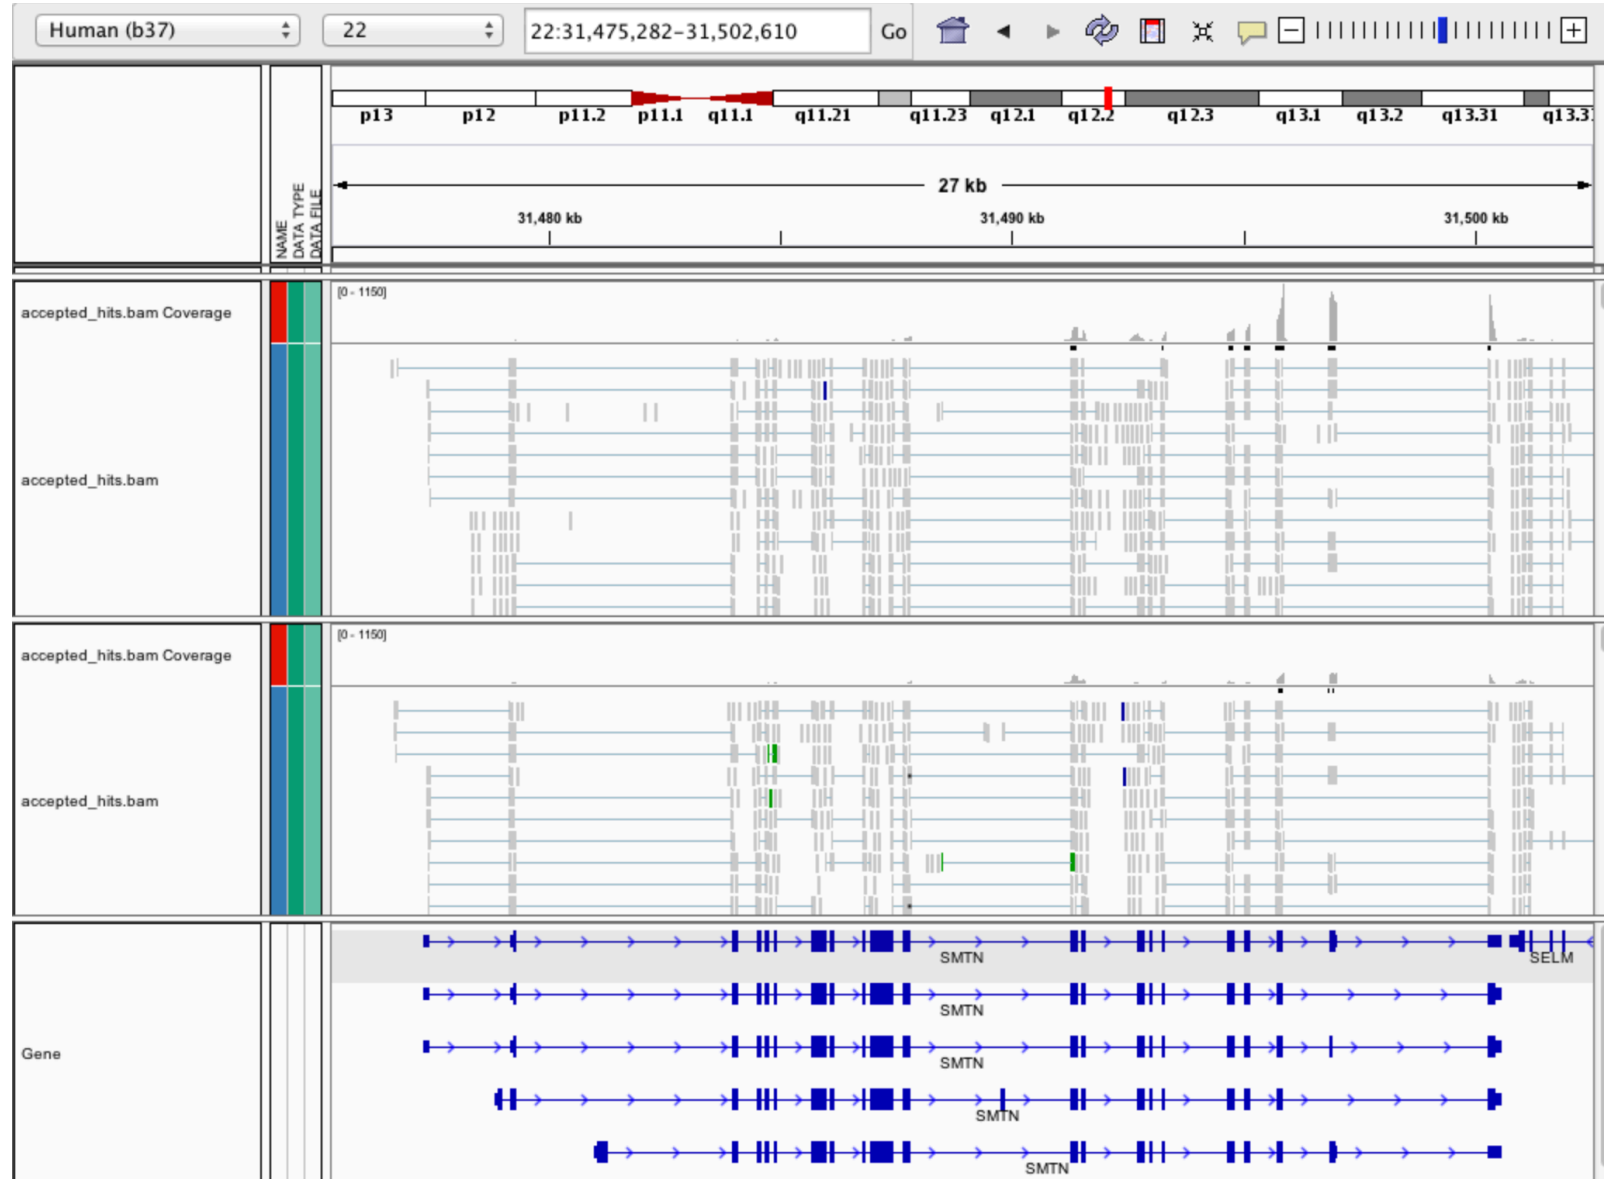 Human (b37) 22 22:31,475,282-31,502,610 Go
p13 p12 p11.2 p11.1 q11.1 q11.21 q11.23 q12.1 q12.2 q12.3 q13.1 q13.2 q13.31
27 kb
31,480 kb 31,490 kb 31,500 kb
NAME
DATA TYPE
DATA FILE
accepted_hits.bam Coverage
[0 - 1150]
accepted_hits.bam
accepted_hits.bam Coverage
[0 - 1150]
accepted_hits.bam
Gene
SMTN SELM
SMTN
SMTN
SMTN
SMTN